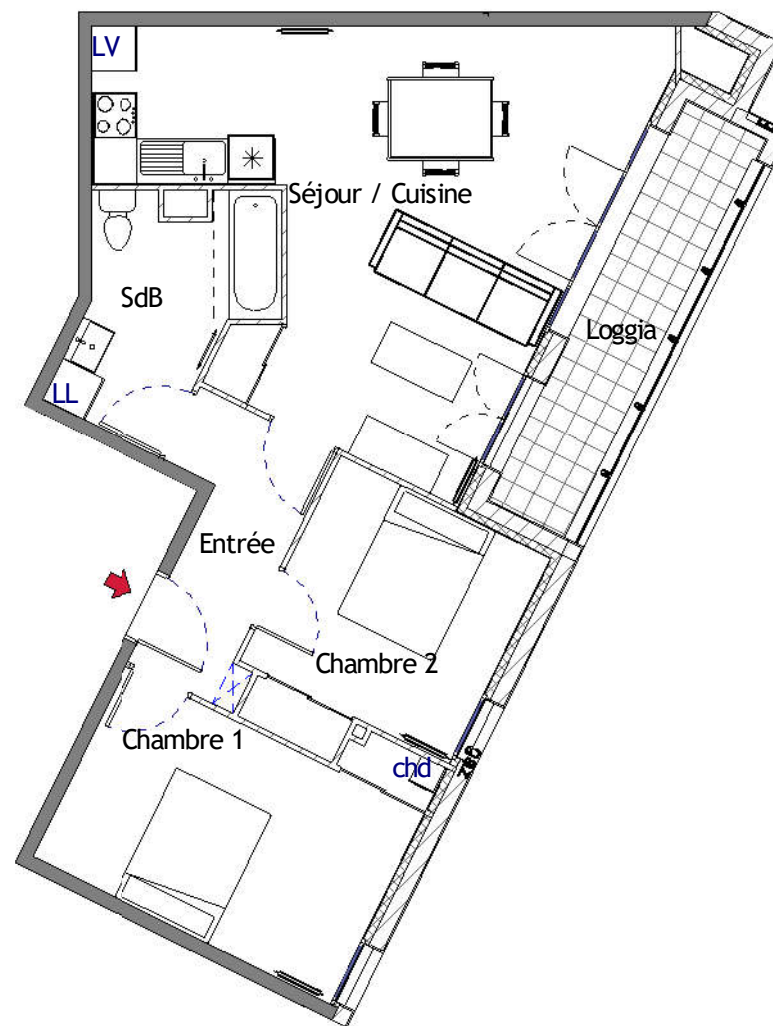 LV
Séjour / Cuisine
SdB
Loggia
LL
Entrée
Chambre 2
Chambre 1
chd